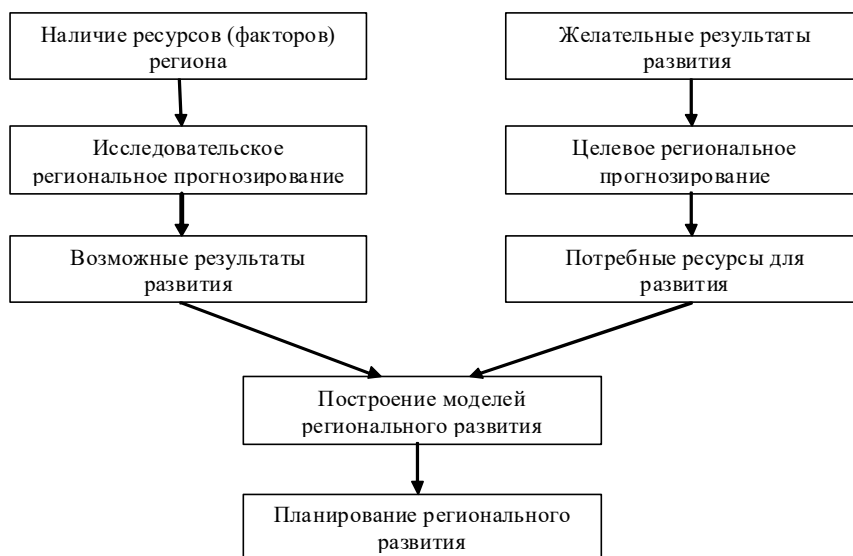 Наличие ресурсов (факторов)
региона
Желательные результаты
развития
Исследовательское
региональное прогнозирование
Целевое региональное
прогнозирование
Возможные результаты
развития
Потребные ресурсы для
развития
Построение моделей
регионального развития
Планирование регионального
развития